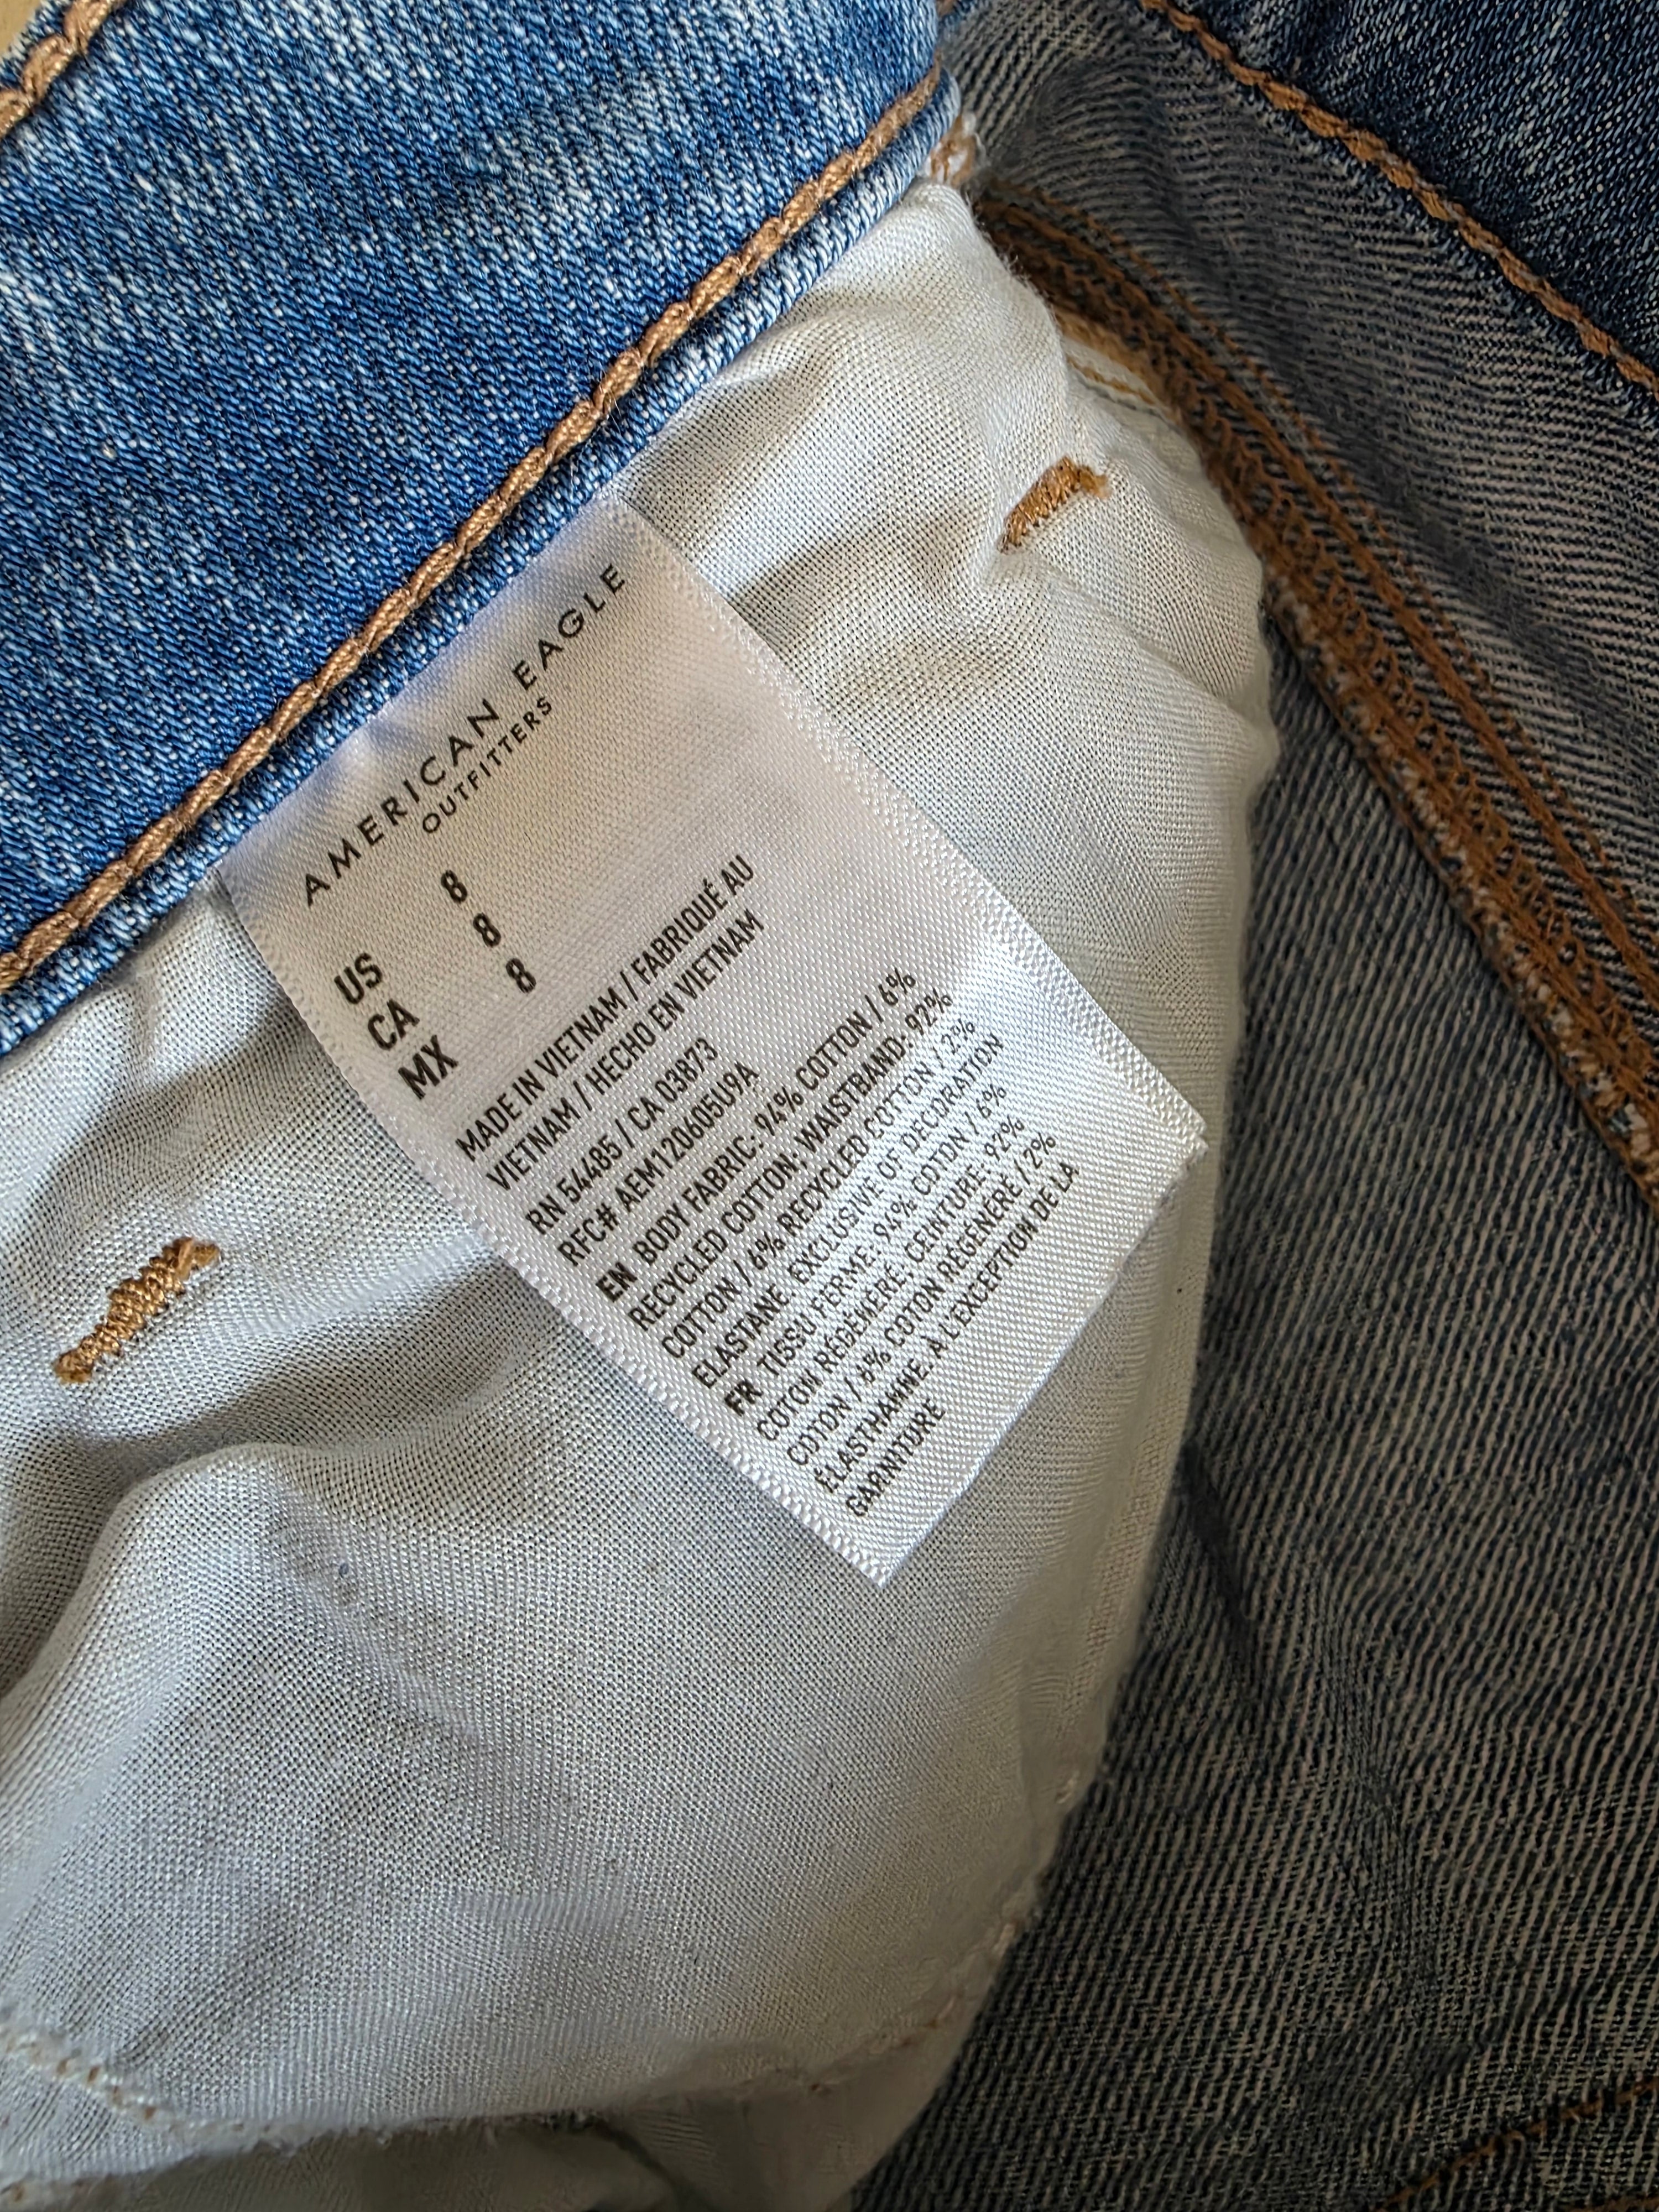 AMERICAN EAGLE
OUTFITTERS
US 8
CA 8
MX 8
MADE IN VIETNAM / FABRIQUÉ AU
VIETNAM / HECHO EN VIETNAM
RN 54485 / CA 03873
RFC# AEM120605U9A
EN BODY FABRIC: 94% COTTON / 6%
RECYCLED COTTON; WAISTBAND: 92%
COTTON / 6% RECYCLED COTTON / 2%
ELASTANE EXCLUSIVE OF DECORATION
FR TISSU FERME: 94% COTON / 6%
COTON RÉGÉNÉRÉ; CEINTURE: 92%
COTON / 6% COTON RÉGÉNÉRÉ / 2%
ÉLASTHANNE. À L'EXCEPTION DE LA
GARNITURE